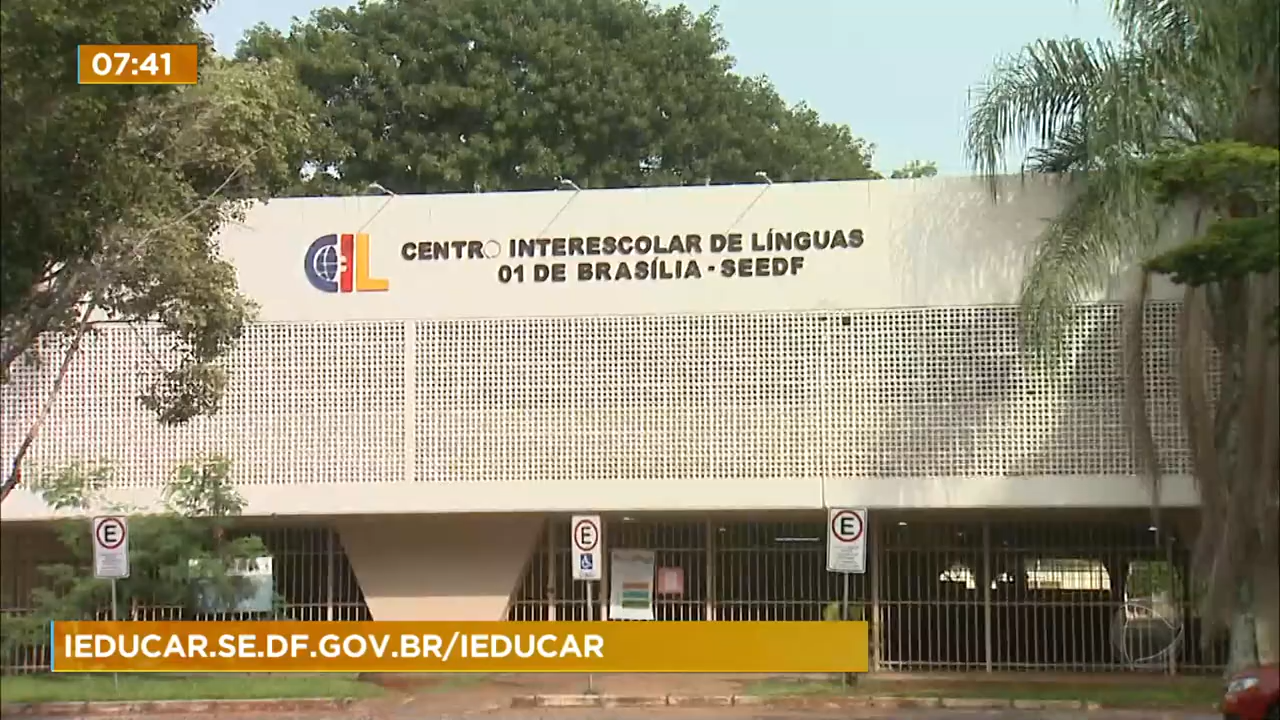 07:41
CIL
CENTRO INTERESCOLAR DE LÍNGUAS
01 DE BRASÍLIA - SEEDF
E
E
E
IEDUCAR.SE.DF.GOV.BR/IEDUCAR